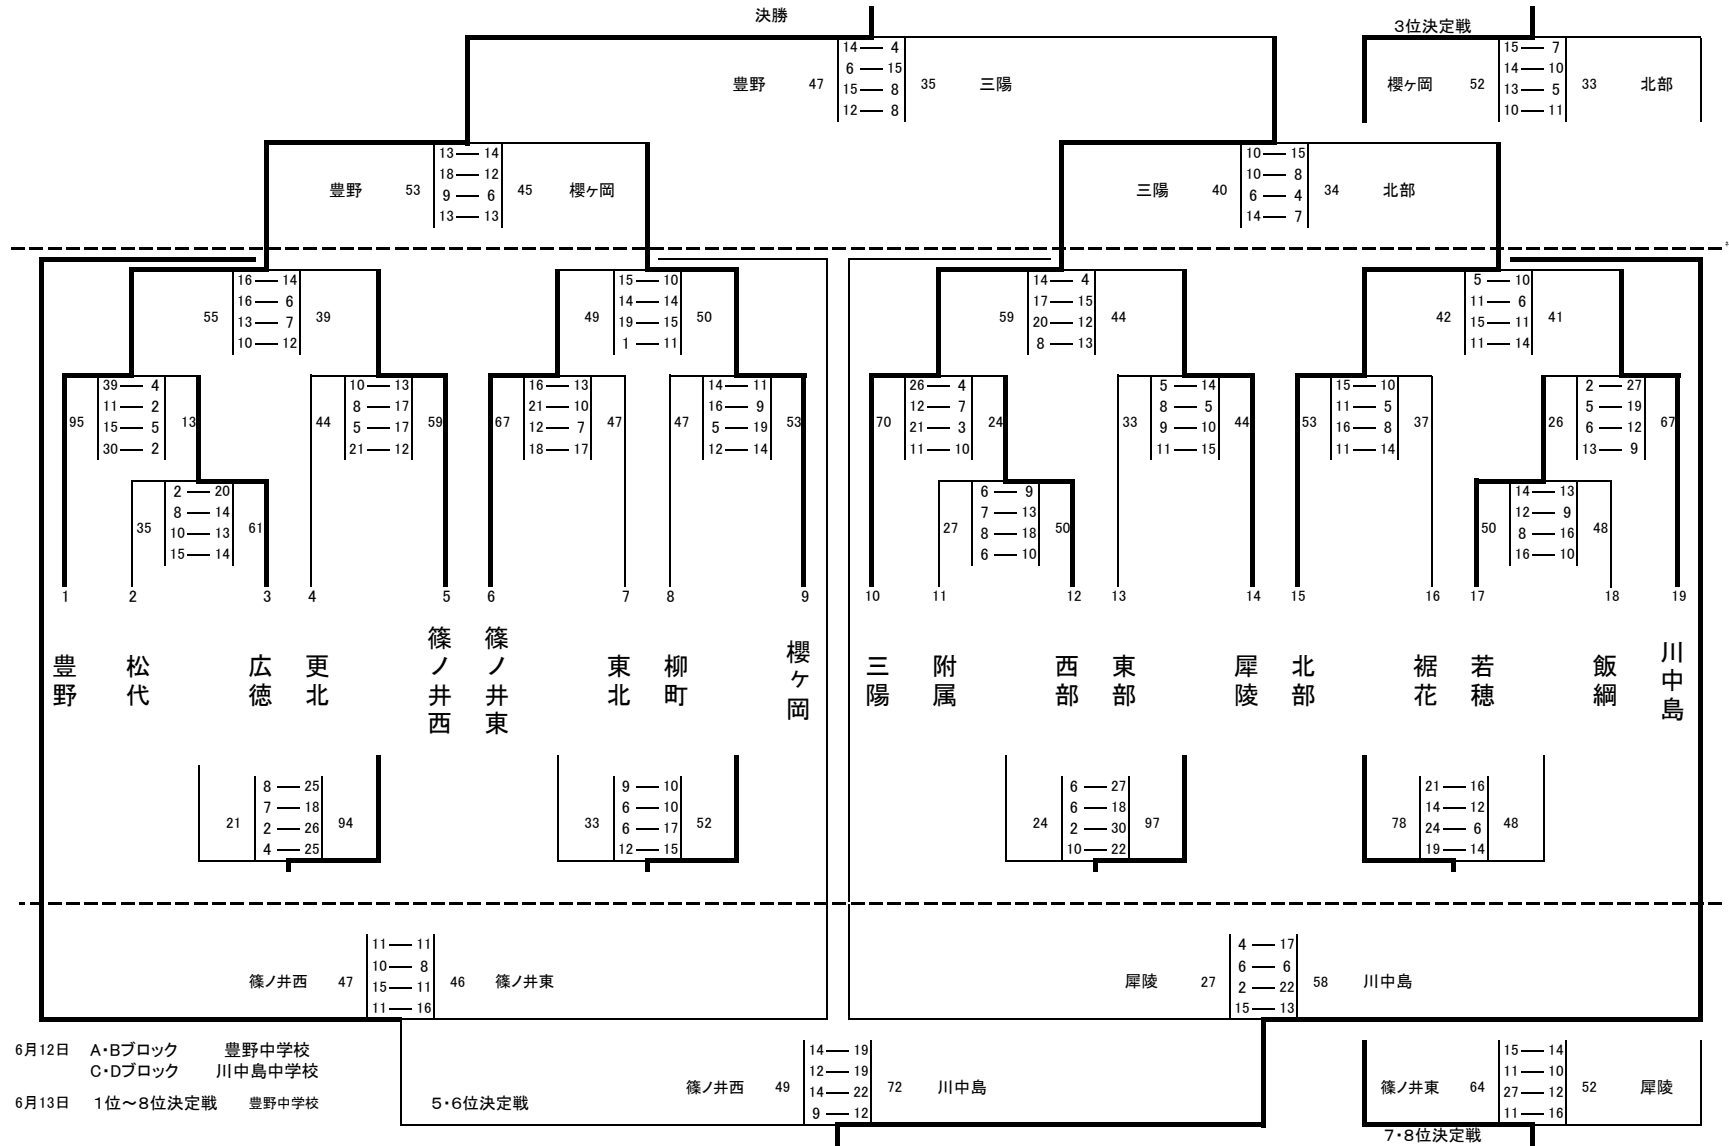 決勝
3位決定戦
豊野 47 14—4 35 三陽
6—15
15—8
12—8
櫻ヶ岡 52 15—7 33 北部
14—10
13—5
10—11
豊野 53 13—14 45 櫻ヶ岡
18—12
9—6
13—13
三陽 40 10—15 34 北部
10—8
6—4
14—7
55 16—14 39
16—6
13—7
10—12
49 15—10 50
14—14
19—15
1—11
59 14—4 44
17—15
20—12
8—13
42 5—10 41
11—6
15—11
11—14
95 39—4 13
11—2
15—5
30—2
44 10—13 59
8—17
5—17
21—12
67 16—13 47
21—10
12—7
18—17
47 14—11 53
16—9
5—19
12—14
70 26—4 24
12—7
21—3
11—10
33 5—14 44
8—5
9—10
11—15
53 15—10 37
11—5
16—8
11—14
26 2—27 67
5—19
6—12
13—9
35 2—20 61
8—14
10—13
15—14
27 6—9 50
7—13
8—18
6—10
50 14—13 48
12—9
8—16
16—10
1 2 3 4 5 6 7 8 9 10 11 12 13 14 15 16 17 18 19
豊野
松代
広徳
更北
篠ノ井西
篠ノ井東
東北
柳町
櫻ヶ岡
三陽
附属
西部
東部
犀陵
北部
裾花
若穂
飯綱
川中島
21 8—25 94
7—18
2—26
4—25
33 9—10 52
6—10
6—17
12—15
24 6—27 97
6—18
2—30
10—22
78 21—16 48
14—12
24—6
19—14
篠ノ井西 47 11—11 46 篠ノ井東
10—8
15—11
11—16
犀陵 27 4—17 58 川中島
6—6
2—22
15—13
6月12日 A・Bブロック 豊野中学校
C・Dブロック 川中島中学校
6月13日 1位～8位決定戦 豊野中学校
5・6位決定戦
篠ノ井西 49 14—19 72 川中島
12—19
14—22
9—12
篠ノ井東 64 15—14 52 犀陵
11—10
27—12
11—16
7・8位決定戦